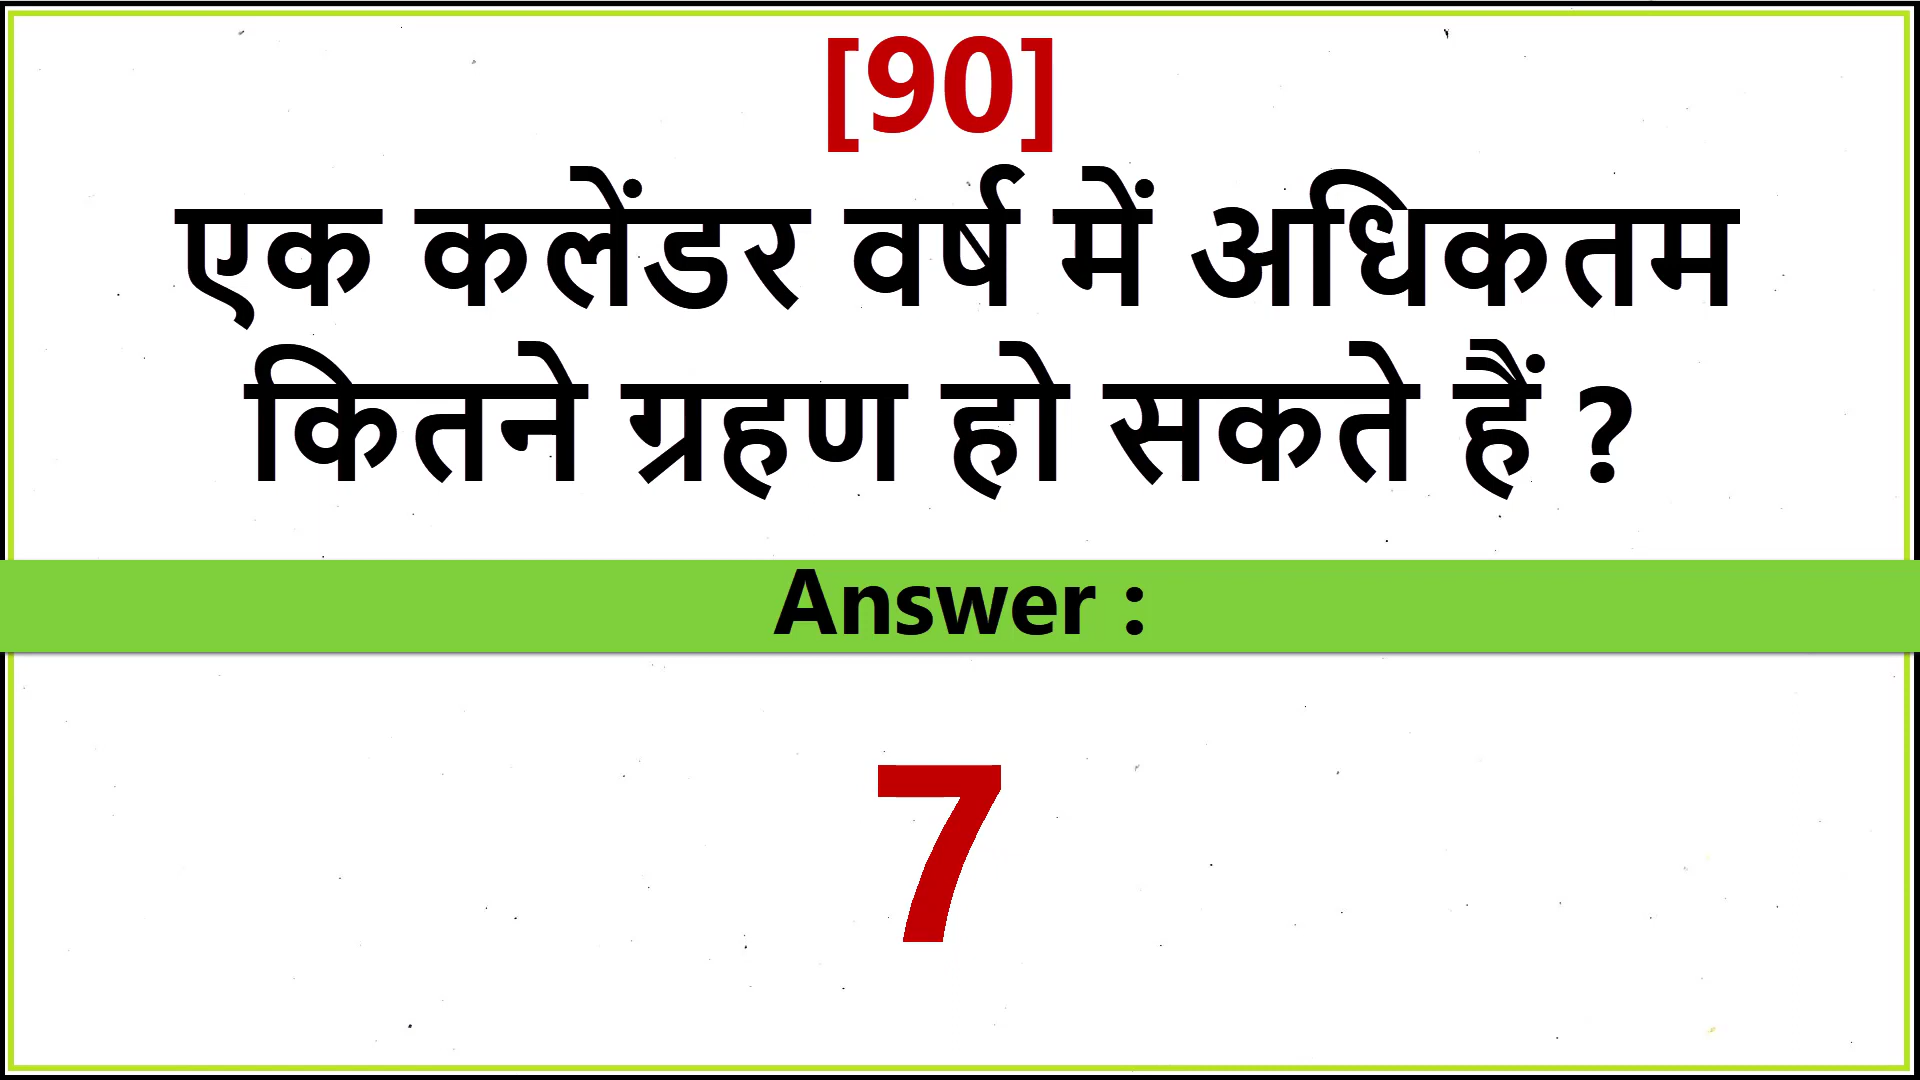 [90]
एक कलेंडर वर्ष में अधिकतम
कितने ग्रहण हो सकते हैं ?
Answer :
7